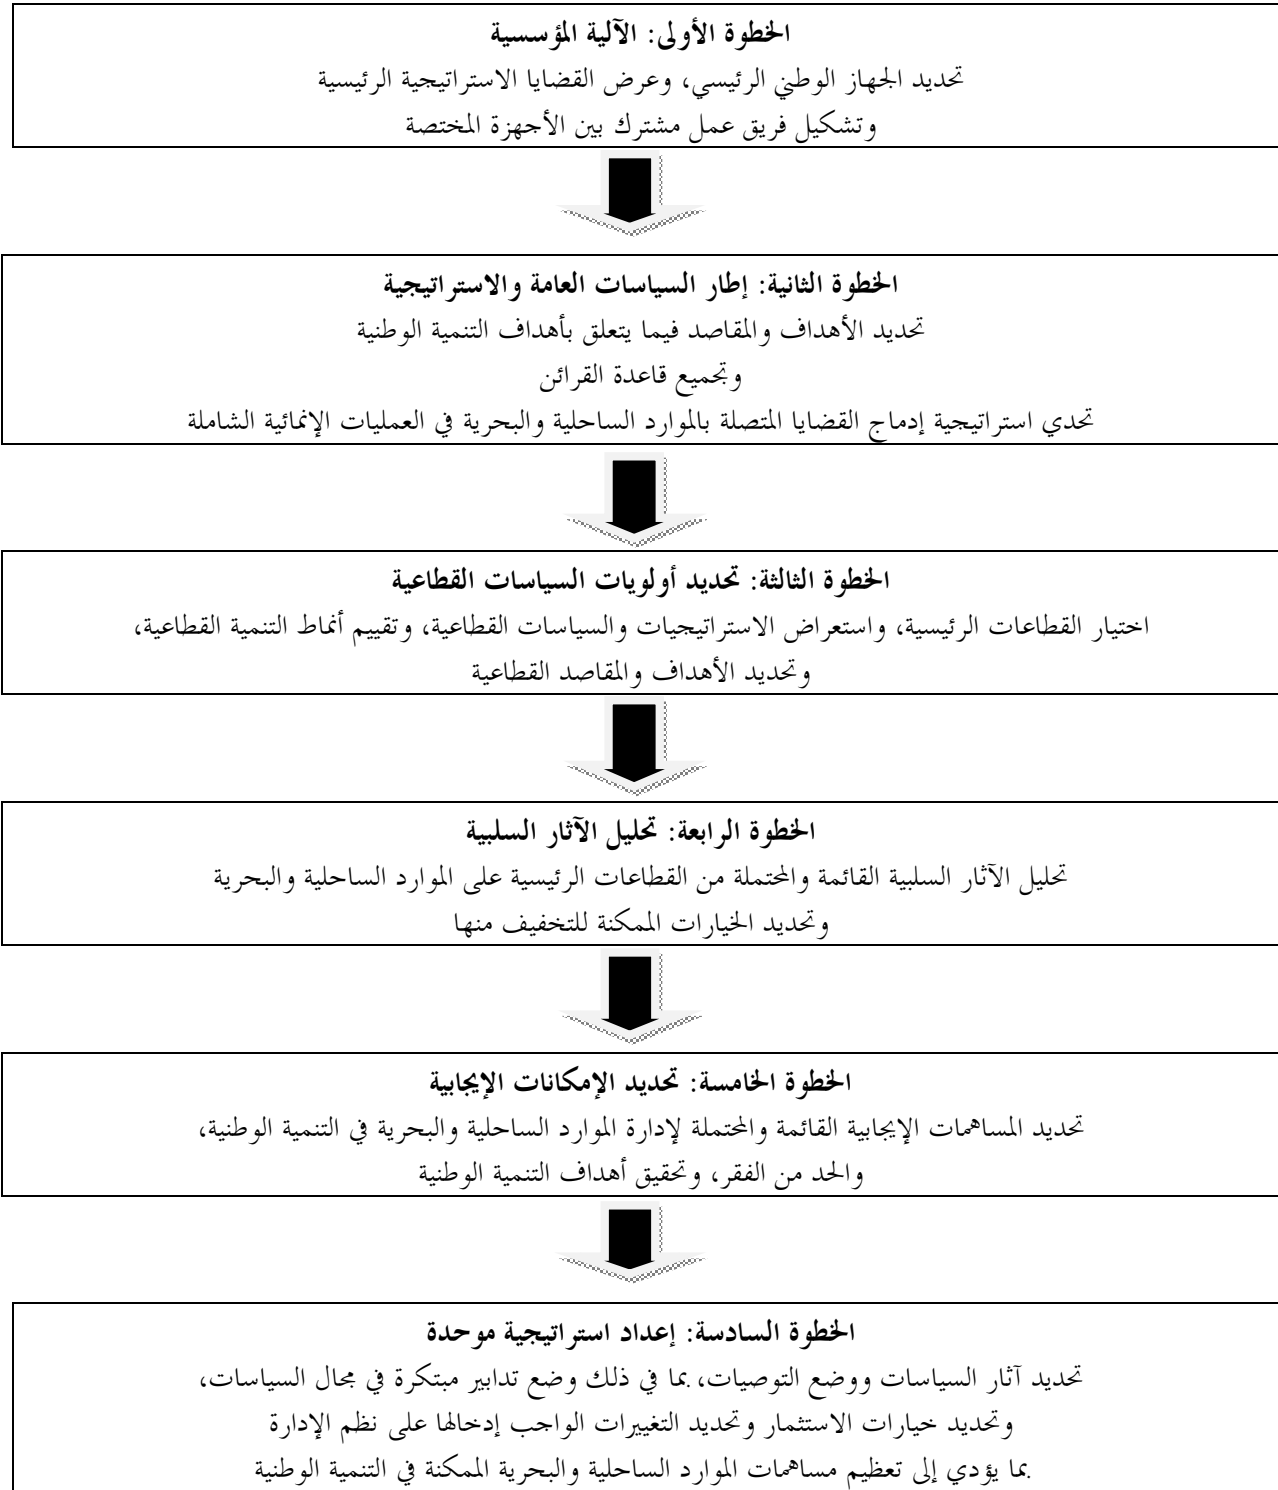 الخطوة الأولى: الآلية المؤسسية
تحديد الجهاز الوطني الرئيسي، وعرض القضايا الاستراتيجية الرئيسية
وتشكيل فريق عمل مشترك بين الأجهزة المختصة
الخطوة الثانية: إطار السياسات العامة والاستراتيجية
تحديد الأهداف والمقاصد فيما يتعلق بأهداف التنمية الوطنية
وتجميع قاعدة القرائن
تحدي استراتيجية إدماج القضايا المتصلة بالموارد الساحلية والبحرية في العمليات الإنمائية الشاملة
الخطوة الثالثة: تحديد أولويات السياسات القطاعية
اختيار القطاعات الرئيسية، واستعراض الاستراتيجيات والسياسات القطاعية، وتقييم أنماط التنمية القطاعية،
وتحديد الأهداف والمقاصد القطاعية
الخطوة الرابعة: تحليل الآثار السلبية
تحليل الآثار السلبية القائمة والمحتملة من القطاعات الرئيسية على الموارد الساحلية والبحرية
وتحديد الخيارات الممكنة للتخفيف منها
الخطوة الخامسة: تحديد الإمكانات الإيجابية
تحديد المساهمات الإيجابية القائمة والمحتملة لإدارة الموارد الساحلية والبحرية في التنمية الوطنية،
والحد من الفقر، وتحقيق أهداف التنمية الوطنية
الخطوة السادسة: إعداد استراتيجية موحدة
تحديد آثار السياسات ووضع التوصيات، بما في ذلك وضع تدابير مبتكرة في مجال السياسات،
وتحديد خيارات الاستثمار وتحديد التغييرات الواجب إدخالها على نظم الإدارة
بما يؤدي إلى تعظيم مساهمات الموارد الساحلية والبحرية الممكنة في التنمية الوطنية